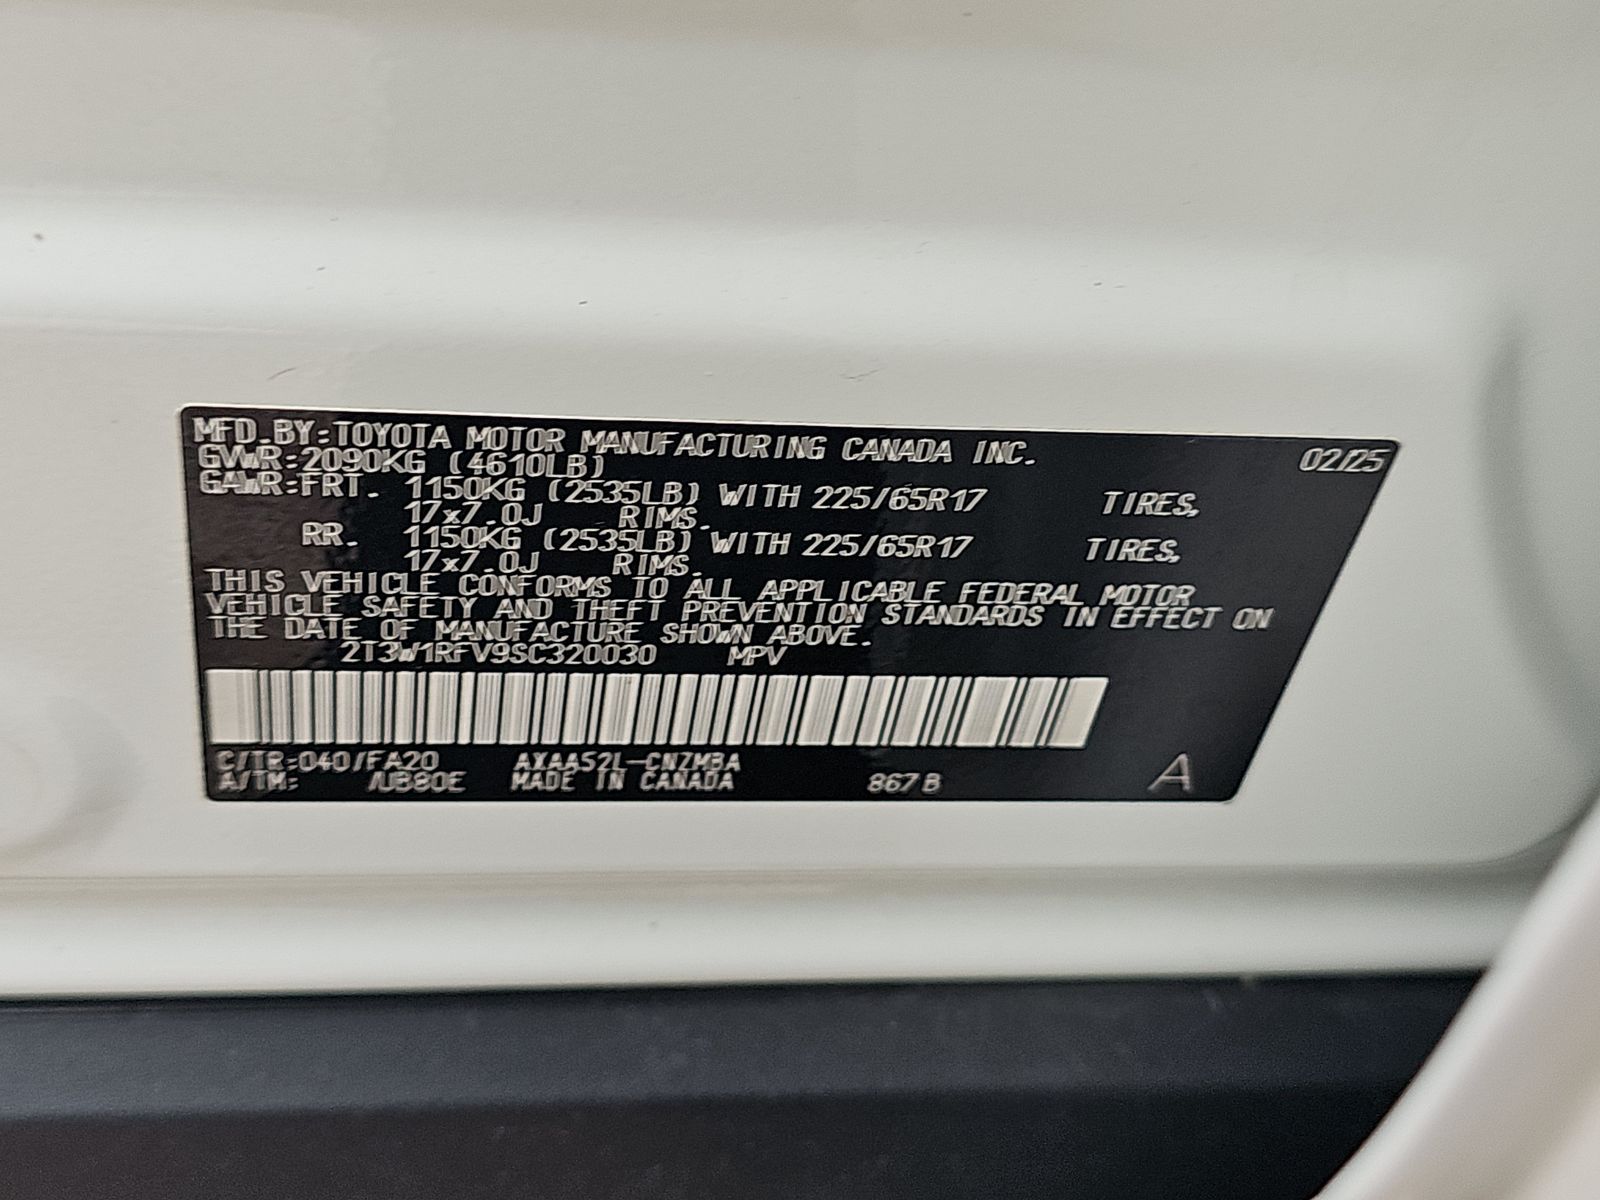 MFD.BY:TOYOTA MOTOR MANUFACTURING CANADA INC. 02/25
GVWR:2090KG (4610LB)
GAWR:FRT. 1150KG (2535LB) WITH 225/65R17 TIRES,
17x7.0J RIMS.
RR. 1150KG (2535LB) WITH 225/65R17 TIRES,
17x7.0J RIMS.
THIS VEHICLE CONFORMS TO ALL APPLICABLE FEDERAL MOTOR
VEHICLE SAFETY AND THEFT PREVENTION STANDARDS IN EFFECT ON
THE DATE OF MANUFACTURE SHOWN ABOVE.
2T3W1RFV9SC320030 MPV
C/TR:040/FA20 AXAA52L-CNZMBA
A/TM: /UB80E MADE IN CANADA 867B A